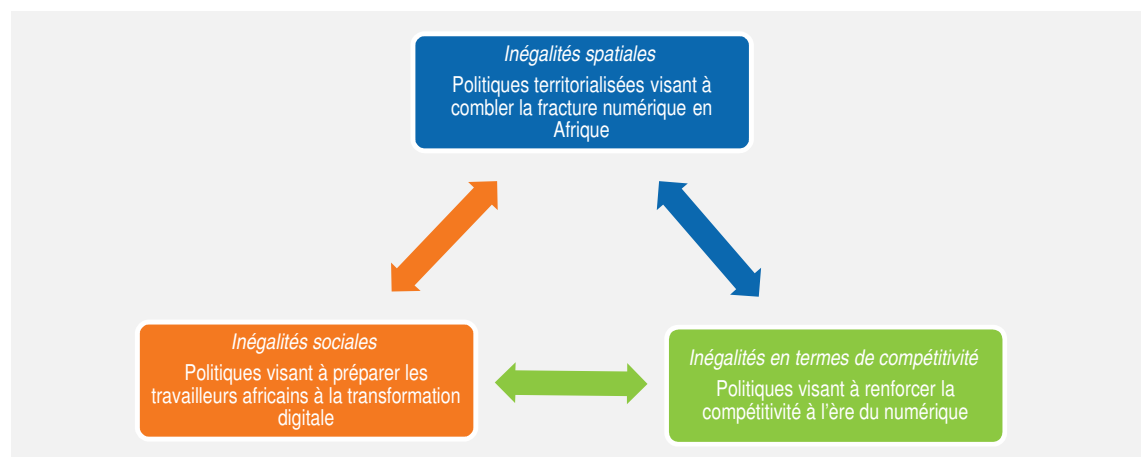 Inégalités spatiales
Politiques territorialisées visant à
combler la fracture numérique en
Afrique
Inégalités sociales
Politiques visant à préparer les
travailleurs africains à la transformation
digitale
Inégalités en termes de compétitivité
Politiques visant à renforcer la
compétitivité à l'ère du numérique